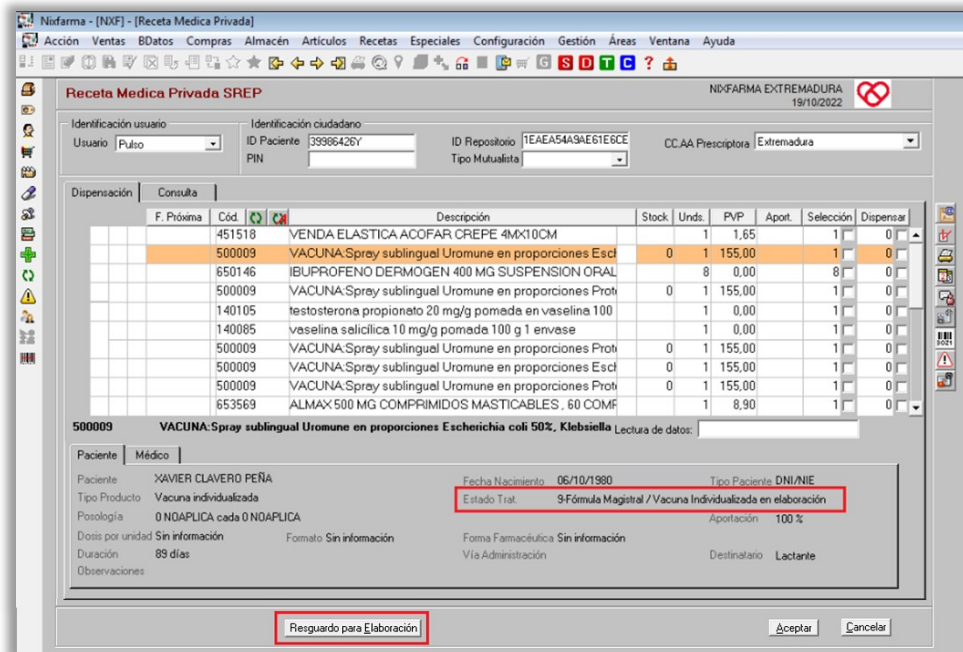 Nixfarma - [NXF] - [Receta Medica Privada]
Acción Ventas BDatos Compras Almacén Artículos Recetas Especiales Configuración Gestión Áreas Ventana Ayuda
G S D T C ?
Receta Medica Privada SREP
NIXFARMA EXTREMADURA
19/10/2022
Identificación usuario
Identificación ciudadano
Usuario Pulso
ID Paciente 39986426Y
ID Repositorio 1EAEA54A9AE61E6CE
CC.AA Prescriptora Extremadura
PIN
Tipo Mutualista
Dispensación Consulta
F. Próxima Cód. Descripción Stock Unds. PVP Aport. Selección Dispensar
451518 VENDA ELASTICA ACOFAR CREPE 4MX10CM 1 1,65 1 0
500009 VACUNA:Spray sublingual Uromune en proporciones Escl 0 1 155,00 1 0
650146 IBUPROFENO DERMOGEN 400 MG SUSPENSION ORAL 8 0,00 8 0
500009 VACUNA:Spray sublingual Uromune en proporciones Prot 0 1 155,00 1 0
140105 testosterona propionato 20 mg/g pomada en vaselina 100 1 0,00 1 0
140085 vaselina salicílica 10 mg/g pomada 100 g 1 envase 1 0,00 1 0
500009 VACUNA:Spray sublingual Uromune en proporciones Prot 0 1 155,00 1 0
500009 VACUNA:Spray sublingual Uromune en proporciones Escl 0 1 155,00 1 0
500009 VACUNA:Spray sublingual Uromune en proporciones Prot 0 1 155,00 1 0
653569 ALMAX 500 MG COMPRIMIDOS MASTICABLES , 60 COMF 1 8,90 1 0
500009 VACUNA:Spray sublingual Uromune en proporciones Escherichia coli 50%, Klebsiella Lectura de datos:
Paciente Médico
Paciente XAVIER CLAVERO PEÑA Fecha Nacimiento 06/10/1980 Tipo Paciente DNI/NIE
Tipo Producto Vacuna individualizada Estado Trat. 9-Fórmula Magistral / Vacuna Individualizada en elaboración
Posología 0 NOAPLICA cada 0 NOAPLICA Aportación 100 %
Dosis por unidad Sin información Formato Sin información Forma Farmacéutica Sin información
Duración 89 días Vía Administración Destinatario Lactante
Observaciones
Resguardo para Elaboración Aceptar Cancelar